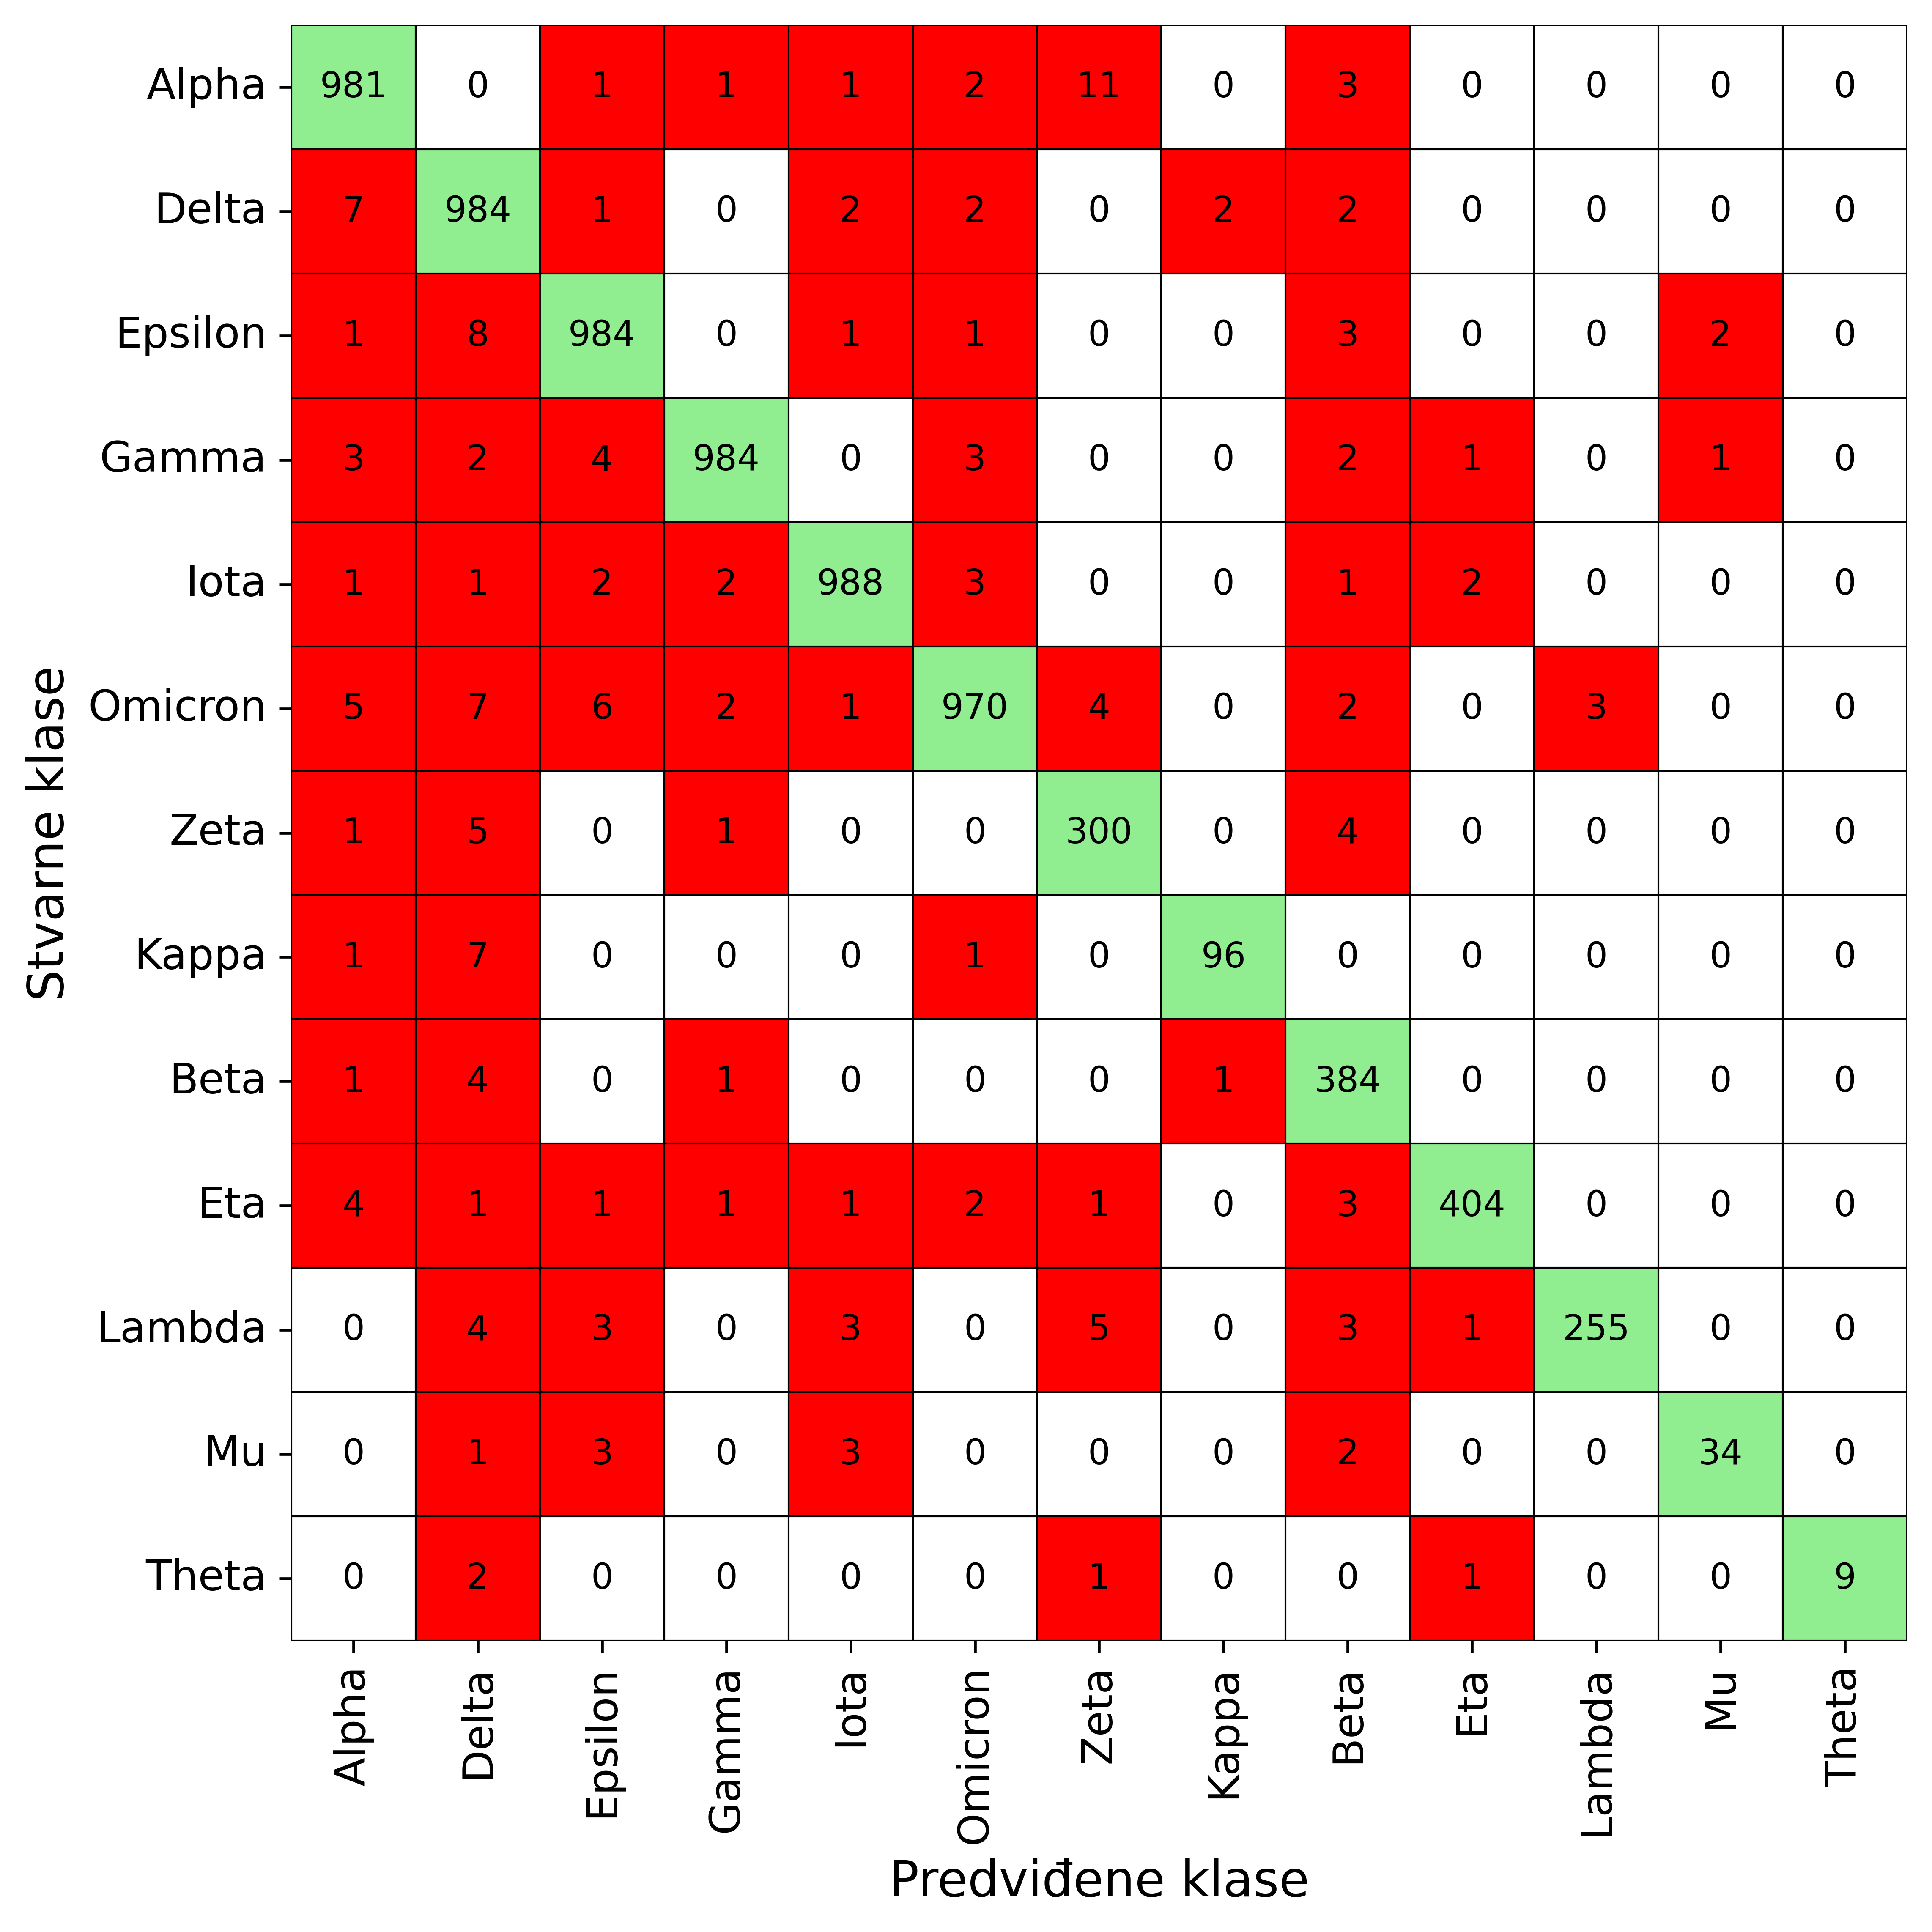 Stvarne klase
Alpha 981 0 1 1 1 2 11 0 3 0 0 0 0
Delta 7 984 1 0 2 2 0 2 2 0 0 0 0
Epsilon 1 8 984 0 1 1 0 0 3 0 0 2 0
Gamma 3 2 4 984 0 3 0 0 2 1 0 1 0
Iota 1 1 2 2 988 3 0 0 1 2 0 0 0
Omicron 5 7 6 2 1 970 4 0 2 0 3 0 0
Zeta 1 5 0 1 0 0 300 0 4 0 0 0 0
Kappa 1 7 0 0 0 1 0 96 0 0 0 0 0
Beta 1 4 0 1 0 0 0 1 384 0 0 0 0
Eta 4 1 1 1 1 2 1 0 3 404 0 0 0
Lambda 0 4 3 0 3 0 5 0 3 1 255 0 0
Mu 0 1 3 0 3 0 0 0 2 0 0 34 0
Theta 0 2 0 0 0 0 1 0 0 1 0 0 9
Alpha Delta Epsilon Gamma Iota Omicron Zeta Kappa Beta Eta Lambda Mu Theta
Predviđene klase